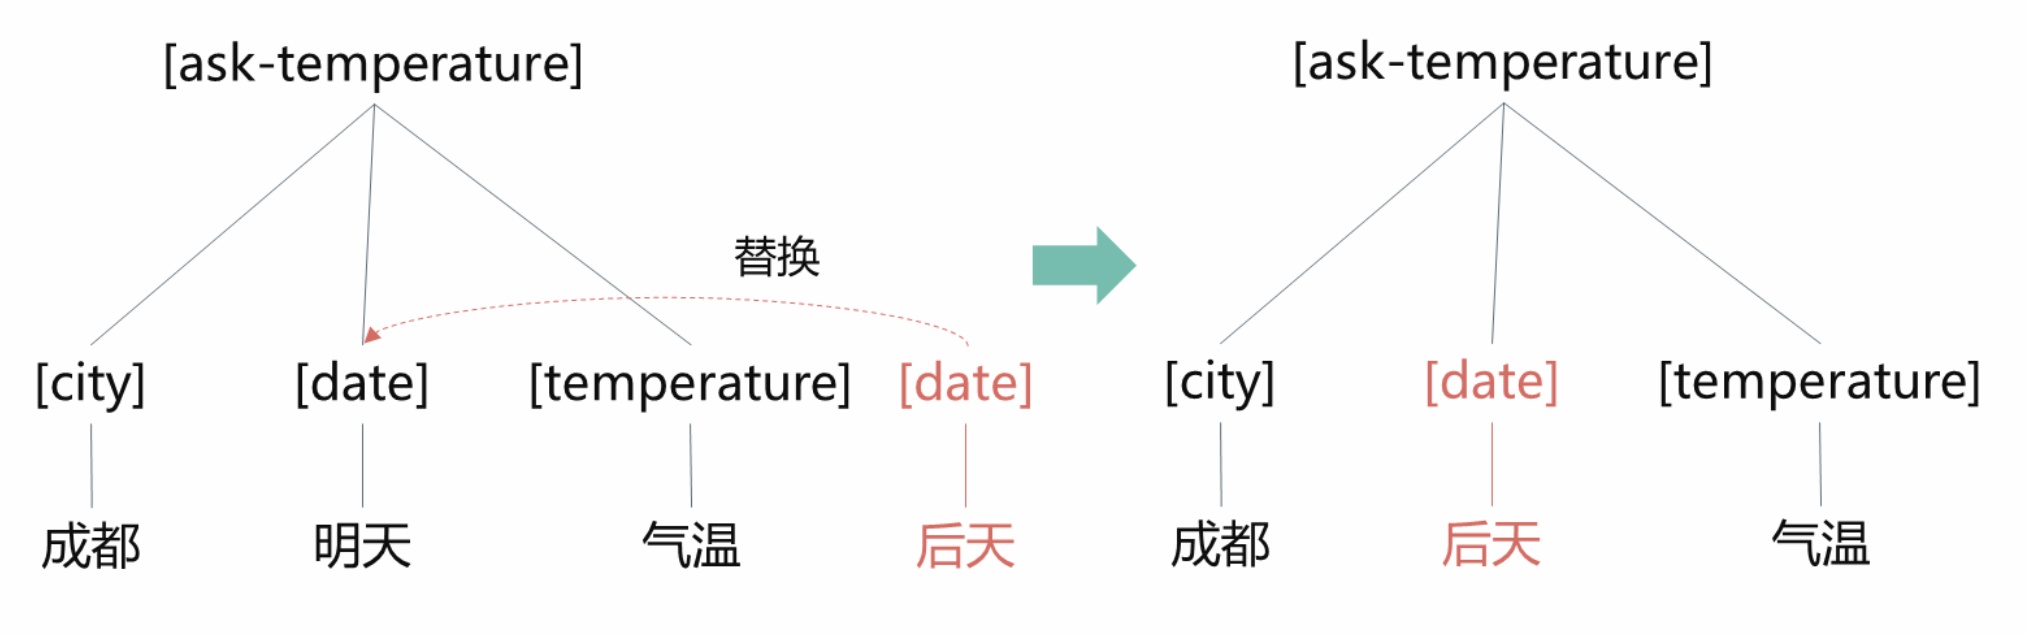 [ask-temperature] [ask-temperature]
替换
[city] [date] [temperature] [date] [city] [date] [temperature]
成都 明天 气温 后天 成都 后天 气温